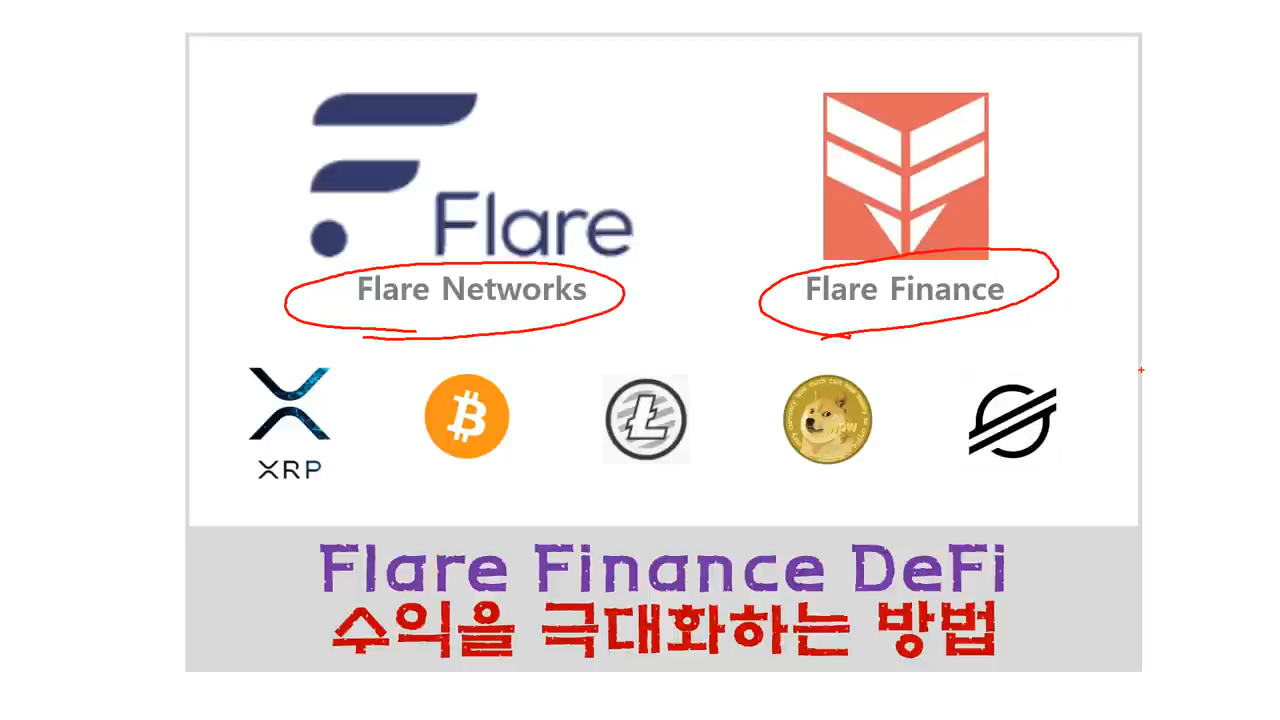 Flare
Flare Networks
Flare Finance
XRP
wow
Flare Finance DeFi
수익을 극대화하는 방법